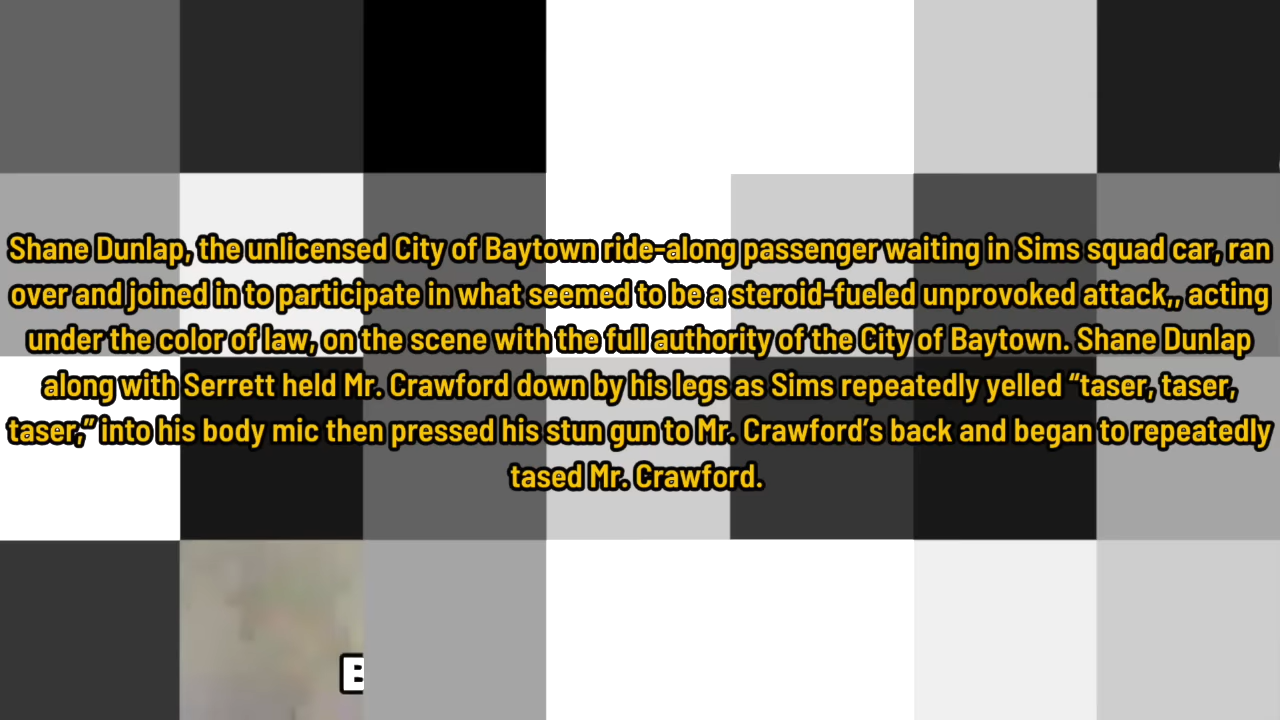 Shane Dunlap, the unlicensed City of Baytown ride-along passenger waiting in Sims squad car, ran
over and joined in to participate in what seemed to be a steroid-fueled unprovoked attack,, acting
under the color of law, on the scene with the full authority of the City of Baytown. Shane Dunlap
along with Serrett held Mr. Crawford down by his legs as Sims repeatedly yelled “taser, taser,
taser,” into his body mic then pressed his stun gun to Mr. Crawford’s back and began to repeatedly
tased Mr. Crawford.